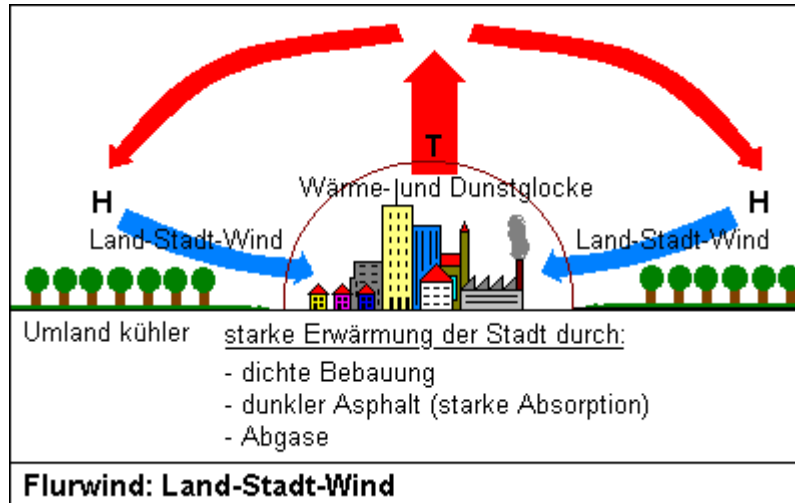 T
Wärme- und Dunstglocke
H
H
Land-Stadt-Wind
Land-Stadt-Wind
Umland kühler
starke Erwärmung der Stadt durch:
- dichte Bebauung
- dunkler Asphalt (starke Absorption)
- Abgase
Flurwind: Land-Stadt-Wind